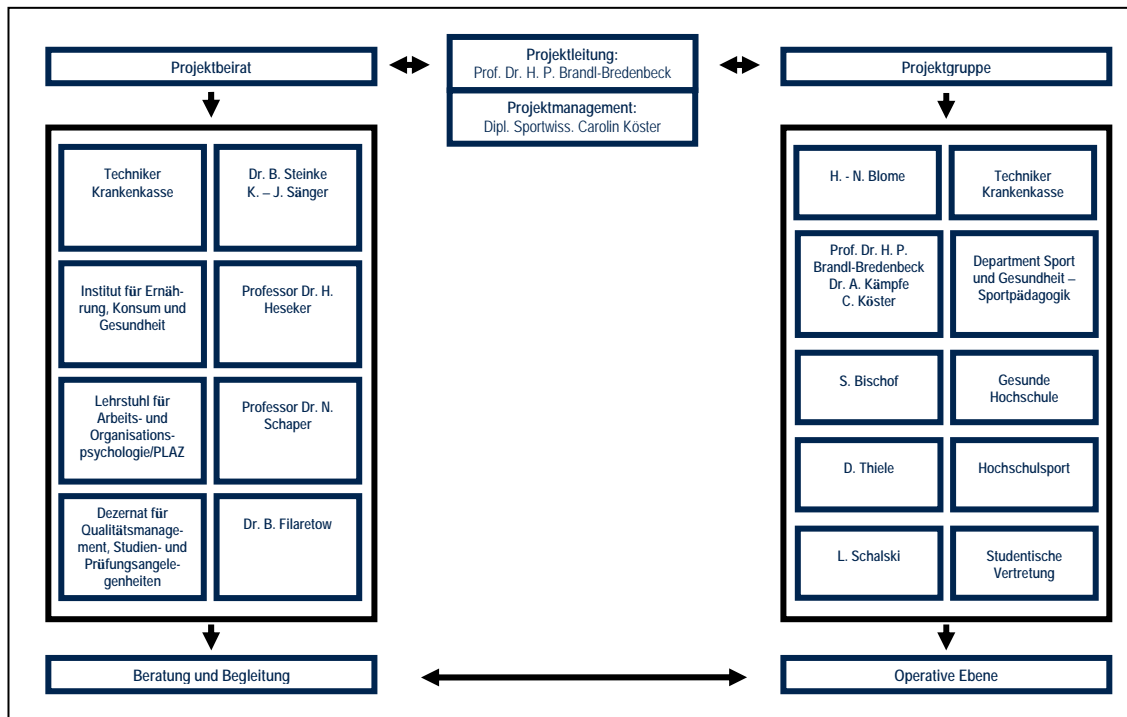 Projektbeirat
Projektleitung:
Prof. Dr. H. P. Brandl-Bredenbeck
Projektmanagement:
Dipl. Sportwiss. Carolin Köster
Projektgruppe
Techniker
Krankenkasse
Dr. B. Steinke
K. – J. Sänger
Institut für Ernäh-
rung, Konsum und
Gesundheit
Professor Dr. H.
Heseker
Lehrstuhl für
Arbeits- und
Organisations-
psychologie/PLAZ
Professor Dr. N.
Schaper
Dezernat für
Qualitätsmanage-
ment, Studien- und
Prüfungsangele-
genheiten
Dr. B. Filaretow
H. - N. Blome
Techniker
Krankenkasse
Prof. Dr. H. P.
Brandl-Bredenbeck
Dr. A. Kämpfe
C. Köster
Department Sport
und Gesundheit –
Sportpädagogik
S. Bischof
Gesunde
Hochschule
D. Thiele
Hochschulsport
L. Schalski
Studentische
Vertretung
Beratung und Begleitung
Operative Ebene